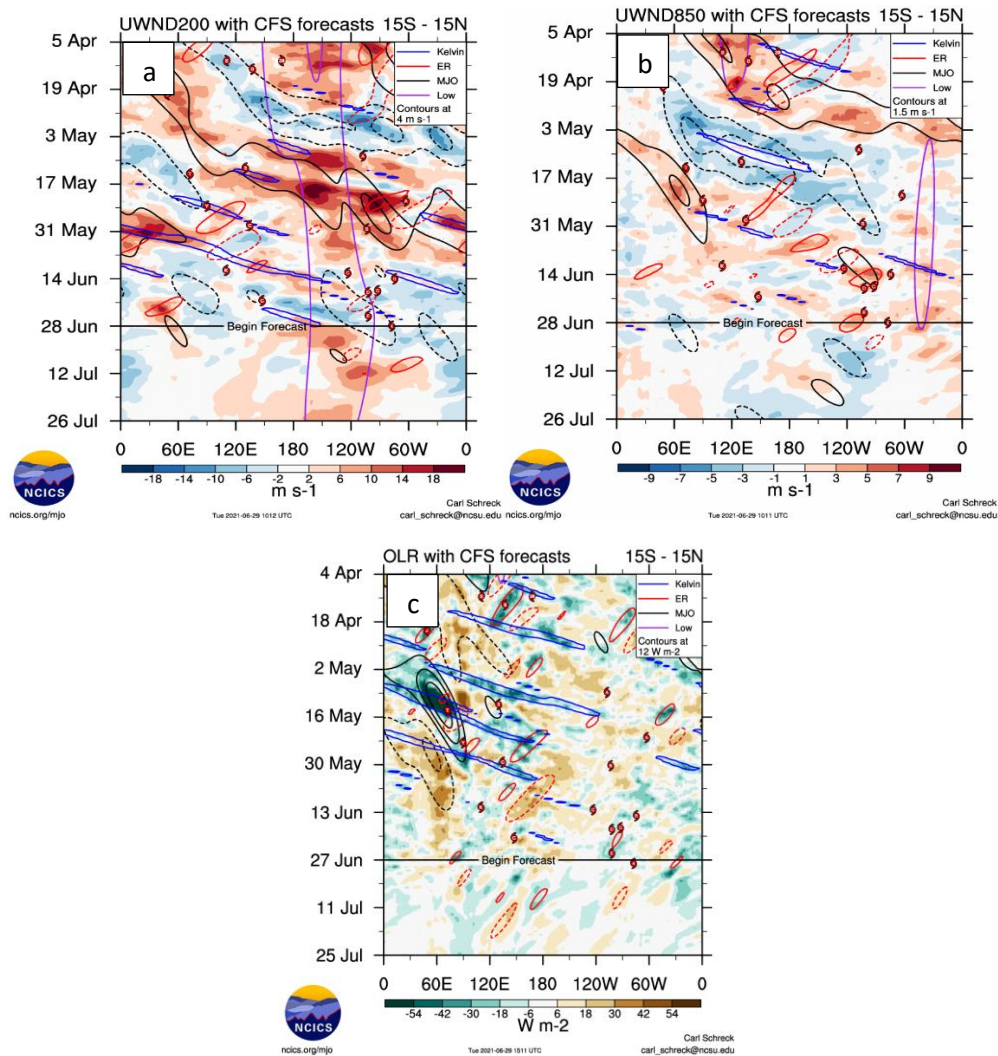 UWND200 with CFS forecasts 15S - 15N
a
Kelvin
ER
MJO
Low
Contours at
4 m s-1
5 Apr
19 Apr
3 May
17 May
31 May
14 Jun
28 Jun
12 Jul
26 Jul
Begin Forecast
0 60E 120E 180 120W 60W 0
-18 -14 -10 -6 -2 2 6 10 14 18
m s-1
NCICS
ncics.org/mjo
Tue 2021-06-29 1012 UTC
Carl Schreck
carl_schreck@ncsu.edu
UWND850 with CFS forecasts 15S - 15N
b
Kelvin
ER
MJO
Low
Contours at
1.5 m s-1
5 Apr
19 Apr
3 May
17 May
31 May
14 Jun
28 Jun
12 Jul
26 Jul
Begin Forecast
0 60E 120E 180 120W 60W 0
-9 -7 -5 -3 -1 1 3 5 7 9
m s-1
NCICS
ncics.org/mjo
Tue 2021-06-29 1011 UTC
Carl Schreck
carl_schreck@ncsu.edu
OLR with CFS forecasts 15S - 15N
c
Kelvin
ER
MJO
Low
Contours at
12 W m-2
4 Apr
18 Apr
2 May
16 May
30 May
13 Jun
27 Jun
11 Jul
25 Jul
Begin Forecast
0 60E 120E 180 120W 60W 0
-54 -42 -30 -18 -6 6 18 30 42 54
W m-2
NCICS
ncics.org/mjo
Tue 2021-06-29 1511 UTC
Carl Schreck
carl_schreck@ncsu.edu